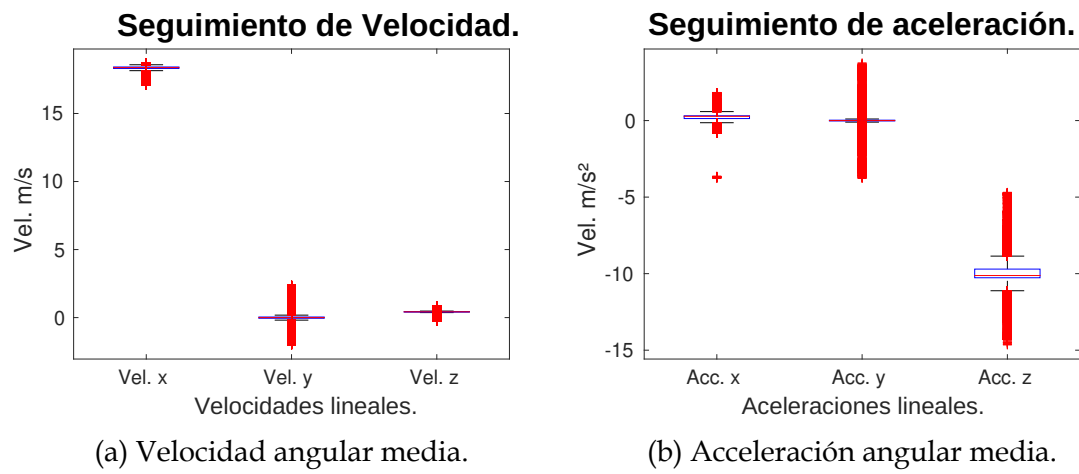 Seguimiento de Velocidad.
Vel. m/s
15
10
5
0
Vel. x
Vel. y
Vel. z
Velocidades lineales.
(a) Velocidad angular media.
Seguimiento de aceleración.
Vel. m/s²
0
-5
-10
-15
Acc. x
Acc. y
Acc. z
Aceleraciones lineales.
(b) Acceleración angular media.